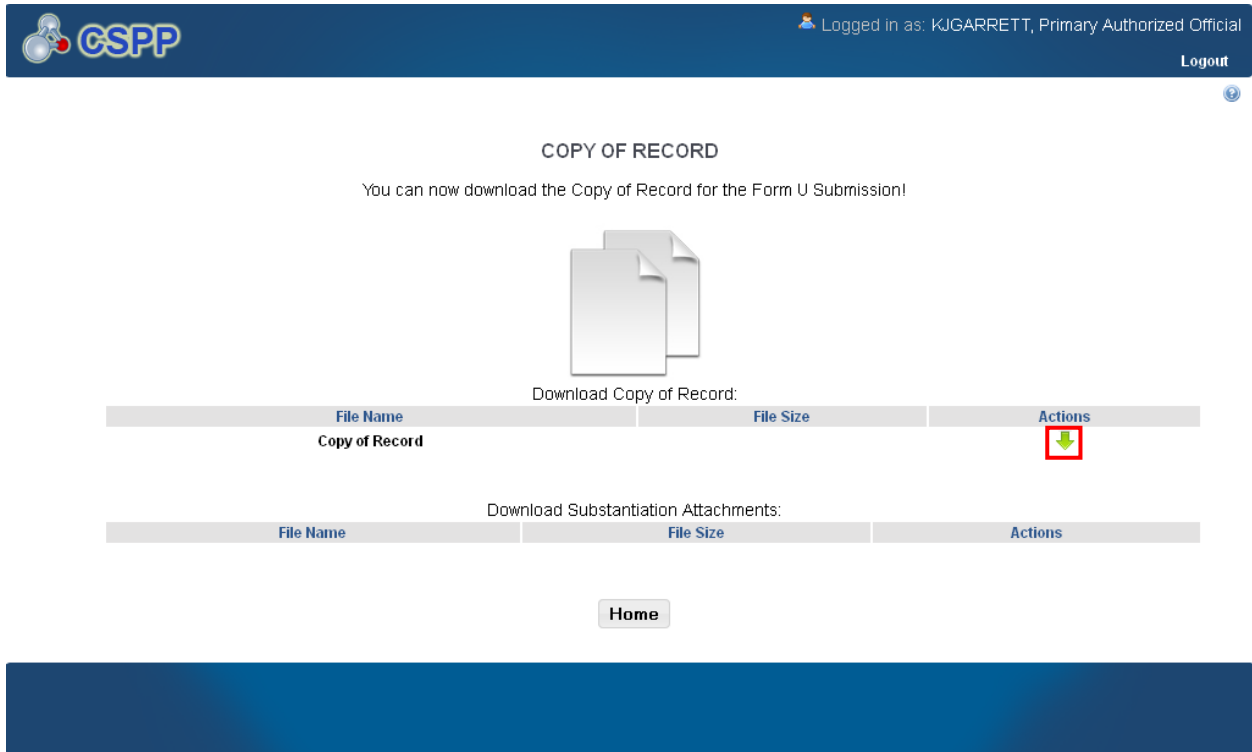 CSPP
Logged in as: KJGARRETT, Primary Authorized Official
Logout
COPY OF RECORD
You can now download the Copy of Record for the Form U Submission!
Download Copy of Record:
File Name File Size Actions
Copy of Record
Download Substantiation Attachments:
File Name File Size Actions
Home